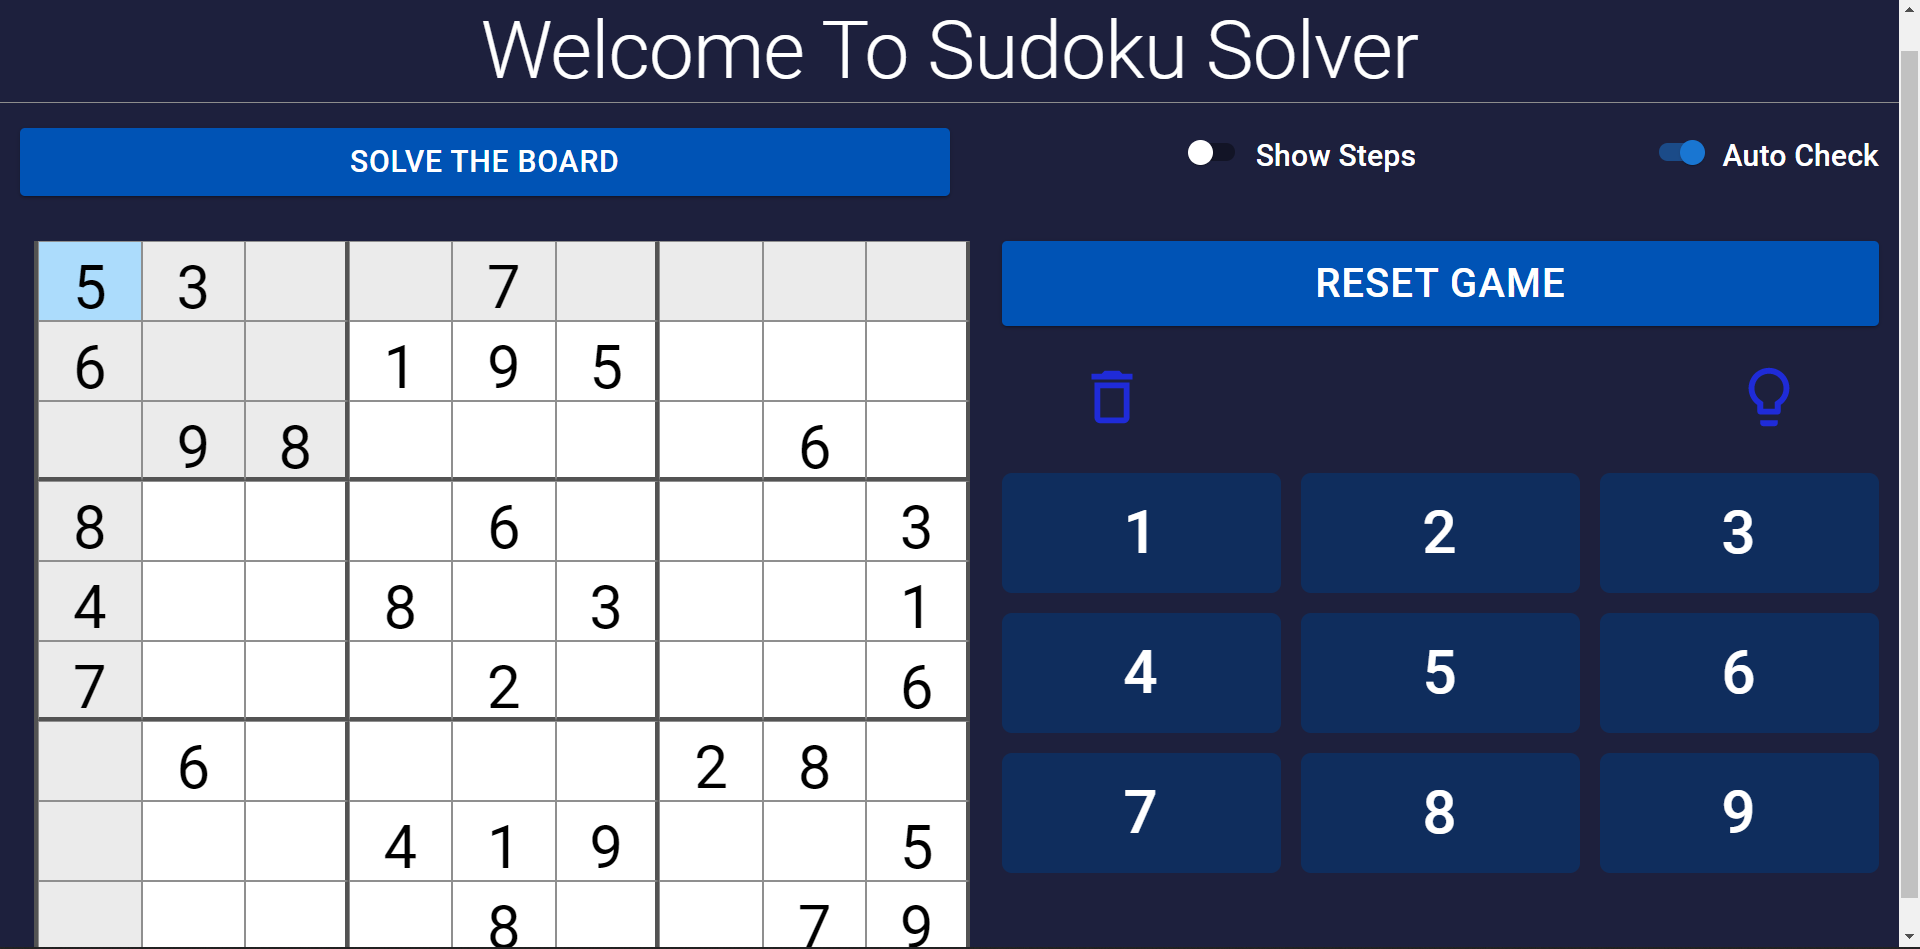 Welcome To Sudoku Solver
SOLVE THE BOARD
Show Steps
Auto Check
5 3 7
6 1 9 5
9 8 6
8 6 3
4 8 3 1
7 2 6
6 2 8
4 1 9 5
8 7 9
RESET GAME
1 2 3
4 5 6
7 8 9